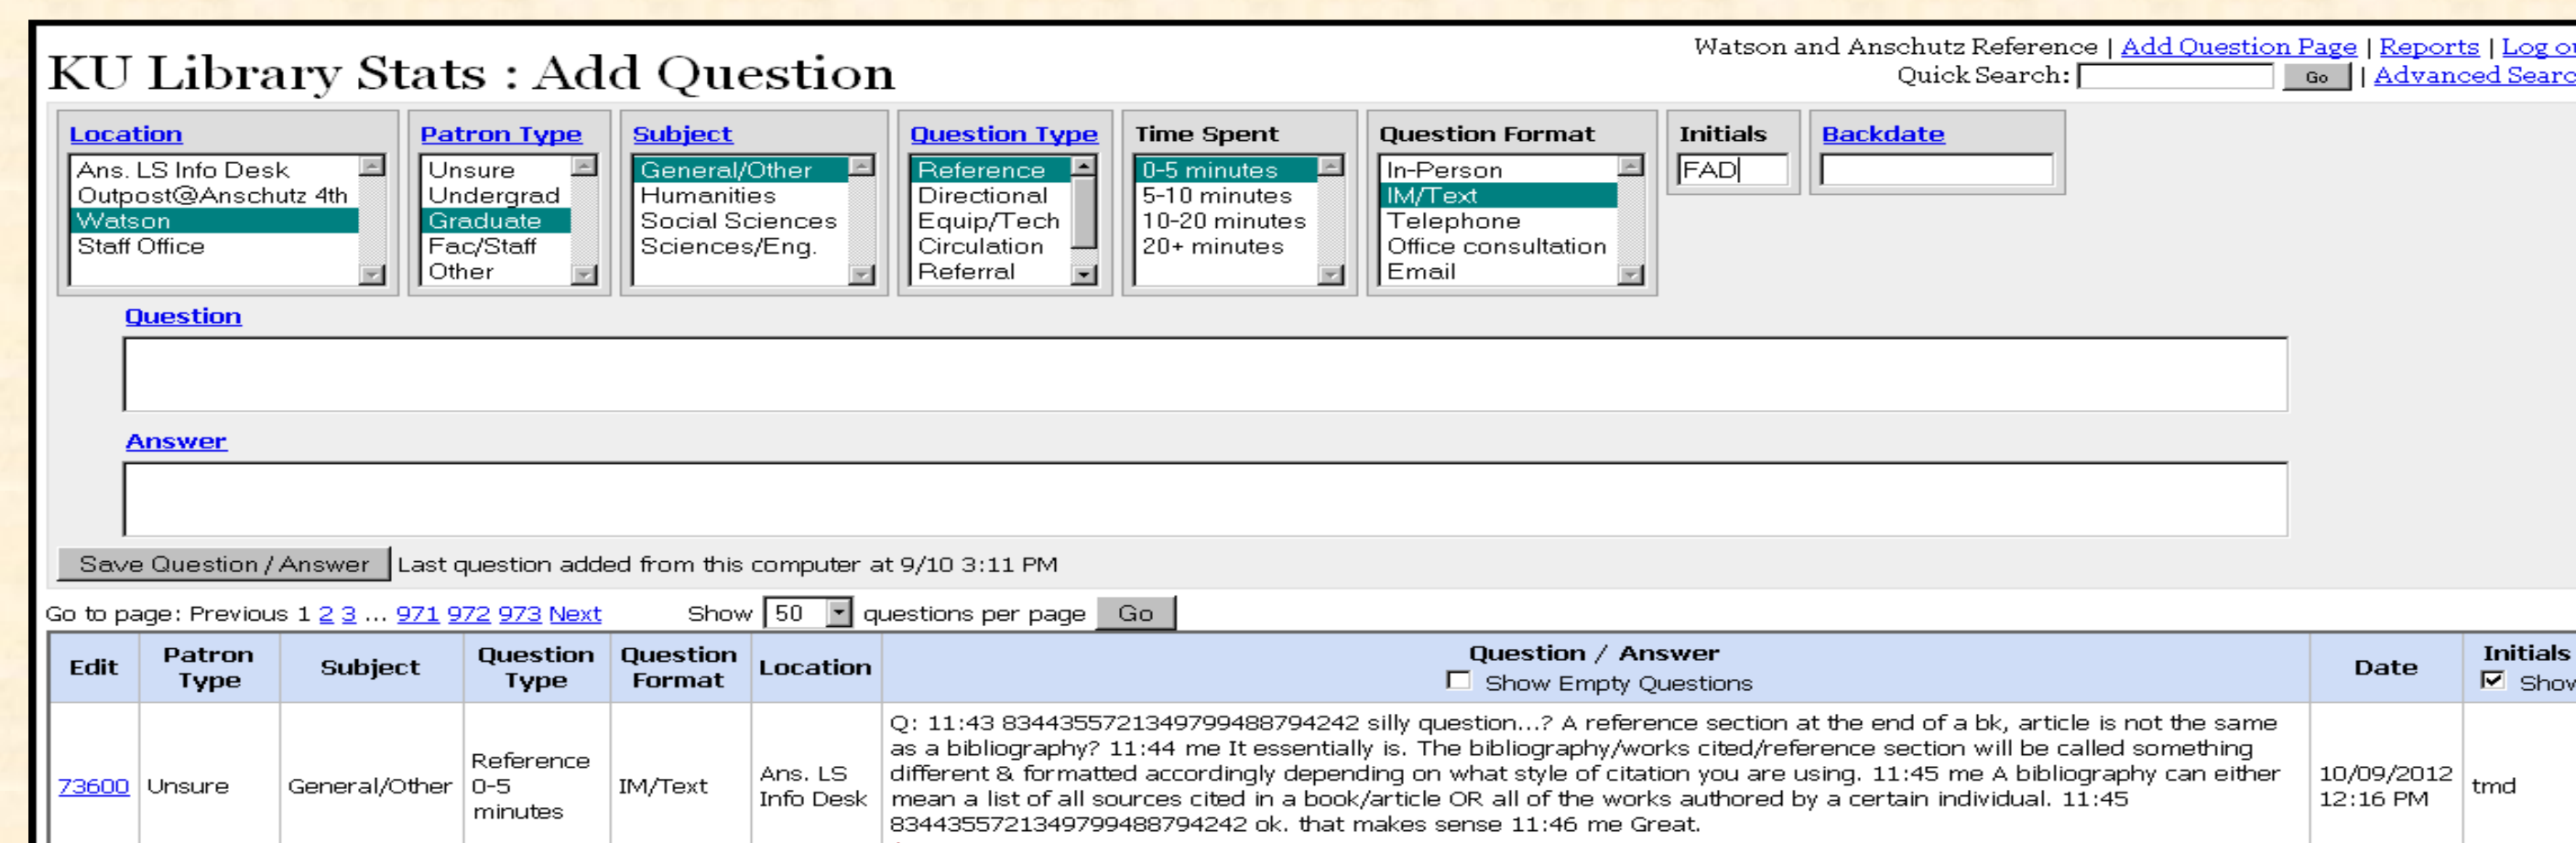 KU Library Stats : Add Question
Watson and Anschutz Reference | Add Question Page | Reports | Log ou
Quick Search: Go | Advanced Searc
Location
Ans. LS Info Desk
Outpost@Anschutz 4th
Watson
Staff Office
Patron Type
Unsure
Undergrad
Graduate
Fac/Staff
Other
Subject
General/Other
Humanities
Social Sciences
Sciences/Eng.
Question Type
Reference
Directional
Equip/Tech
Circulation
Referral
Time Spent
0-5 minutes
5-10 minutes
10-20 minutes
20+ minutes
Question Format
In-Person
IM/Text
Telephone
Office consultation
Email
Initials
FAD
Backdate
Question
Answer
Save Question / Answer Last question added from this computer at 9/10 3:11 PM
Go to page: Previous 1 2 3 ... 971 972 973 Next Show 50 questions per page Go
Edit
Patron
Type
Subject
Question
Type
Question
Format
Location
Question / Answer
Show Empty Questions
Date
Initials
Show
73600
Unsure
General/Other
Reference
0-5
minutes
IM/Text
Ans. LS
Info Desk
Q: 11:43 83443557213497994887942​42 silly question...? A reference section at the end of a bk, article is not the same
as a bibliography? 11:44 me It essentially is. The bibliography/works cited/reference section will be called something
different & formatted accordingly depending on what style of citation you are using. 11:45 me A bibliography can either
mean a list of all sources cited in a book/article OR all of the works authored by a certain individual. 11:45
8344355721349799488794242 ok. that makes sense 11:46 me Great.
10/09/2012
12:16 PM
tmd